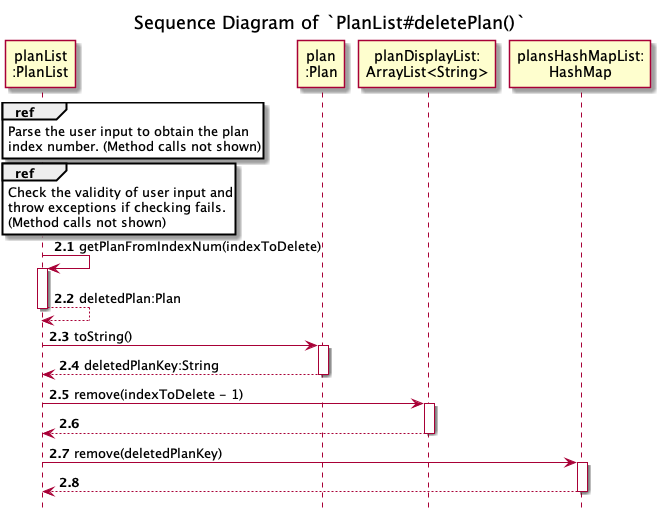 Sequence Diagram of `PlanList#deletePlan()`
planList
:PlanList
plan
:Plan
planDisplayList:
ArrayList<String>
plansHashMapList:
HashMap
ref
Parse the user input to obtain the plan
index number. (Method calls not shown)
ref
Check the validity of user input and
throw exceptions if checking fails.
(Method calls not shown)
2.1 getPlanFromIndexNum(indexToDelete)
2.2 deletedPlan:Plan
2.3 toString()
2.4 deletedPlanKey:String
2.5 remove(indexToDelete - 1)
2.6
2.7 remove(deletedPlanKey)
2.8